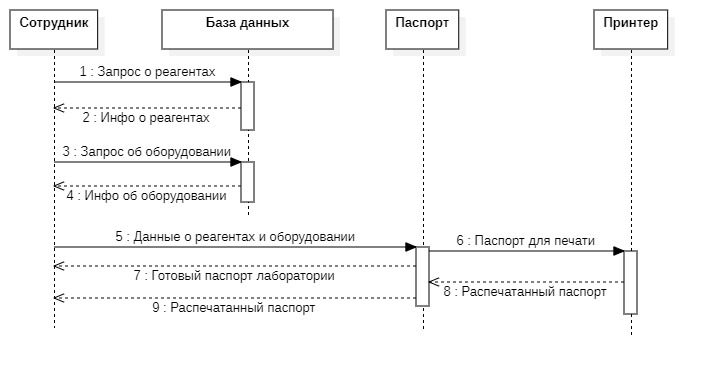 Сотрудник
База данных
Паспорт
Принтер
1 : Запрос о реагентах
2 : Инфо о реагентах
3 : Запрос об оборудовании
4 : Инфо об оборудовании
5 : Данные о реагентах и оборудовании
6 : Паспорт для печати
7 : Готовый паспорт лаборатории
8 : Распечатанный паспорт
9 : Распечатанный паспорт